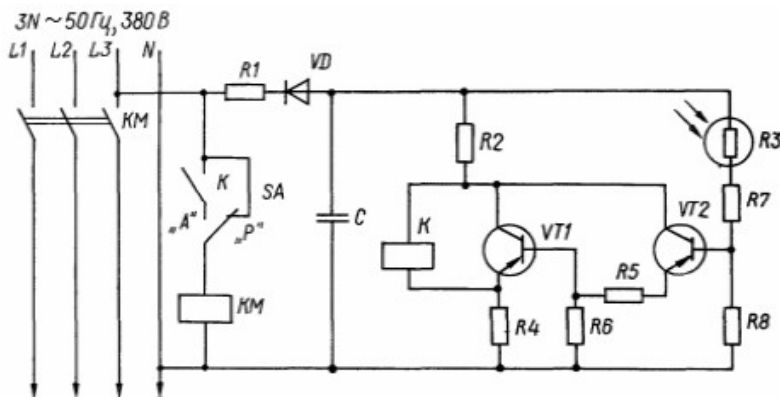 3N ~ 50 Гц, 380 В
L1 L2 L3 N
R1 VD
KM
R2
R3
K SA
R7
„А"
C
K
VT1
VT2
„Р"
R5
KM
R4
R6
R8